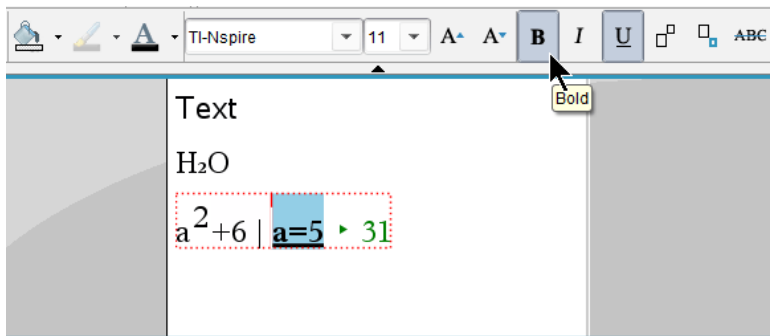 A TI-Nspire 11 A A B I U ABC
Bold
Text
H₂O
a²+6 | a=5 ▸ 31